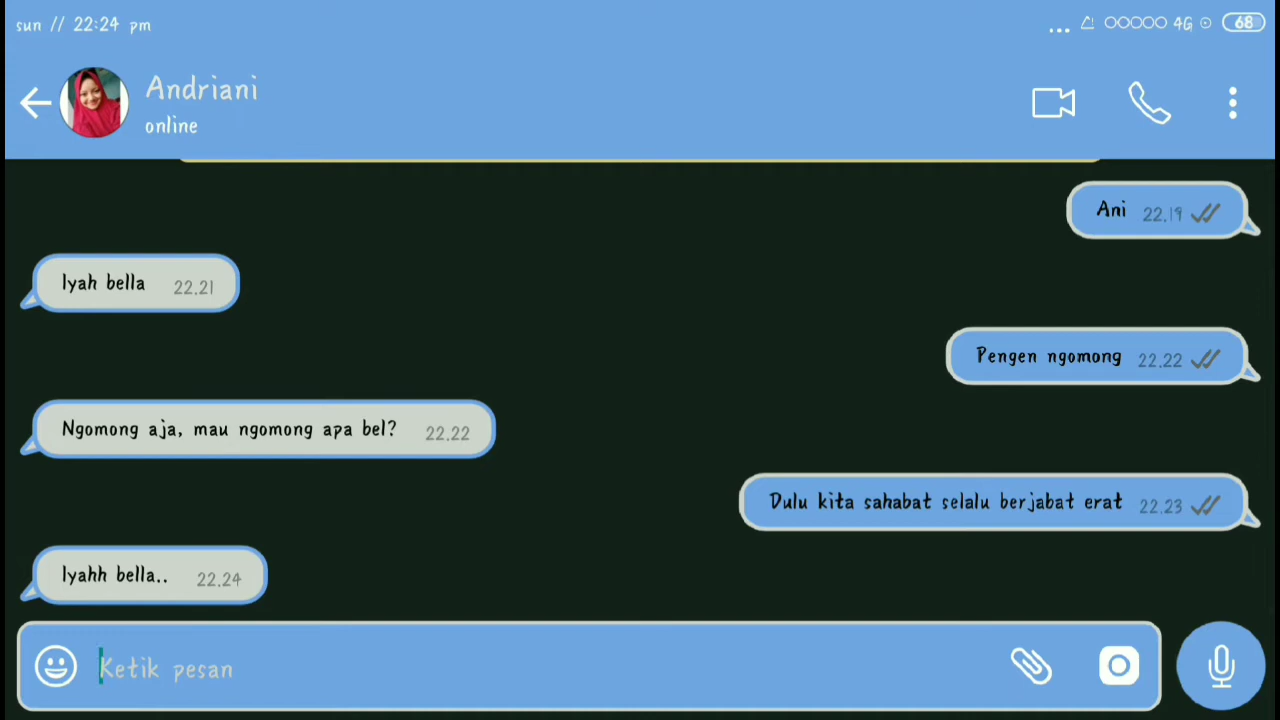 sun // 22:24 pm
... 4G 68
Andriani
online
Ani 22.19
Iyah bella 22.21
Pengen ngomong 22.22
Ngomong aja, mau ngomong apa bel? 22.22
Dulu kita sahabat selalu berjabat erat 22.23
Iyahh bella.. 22.24
Ketik pesan